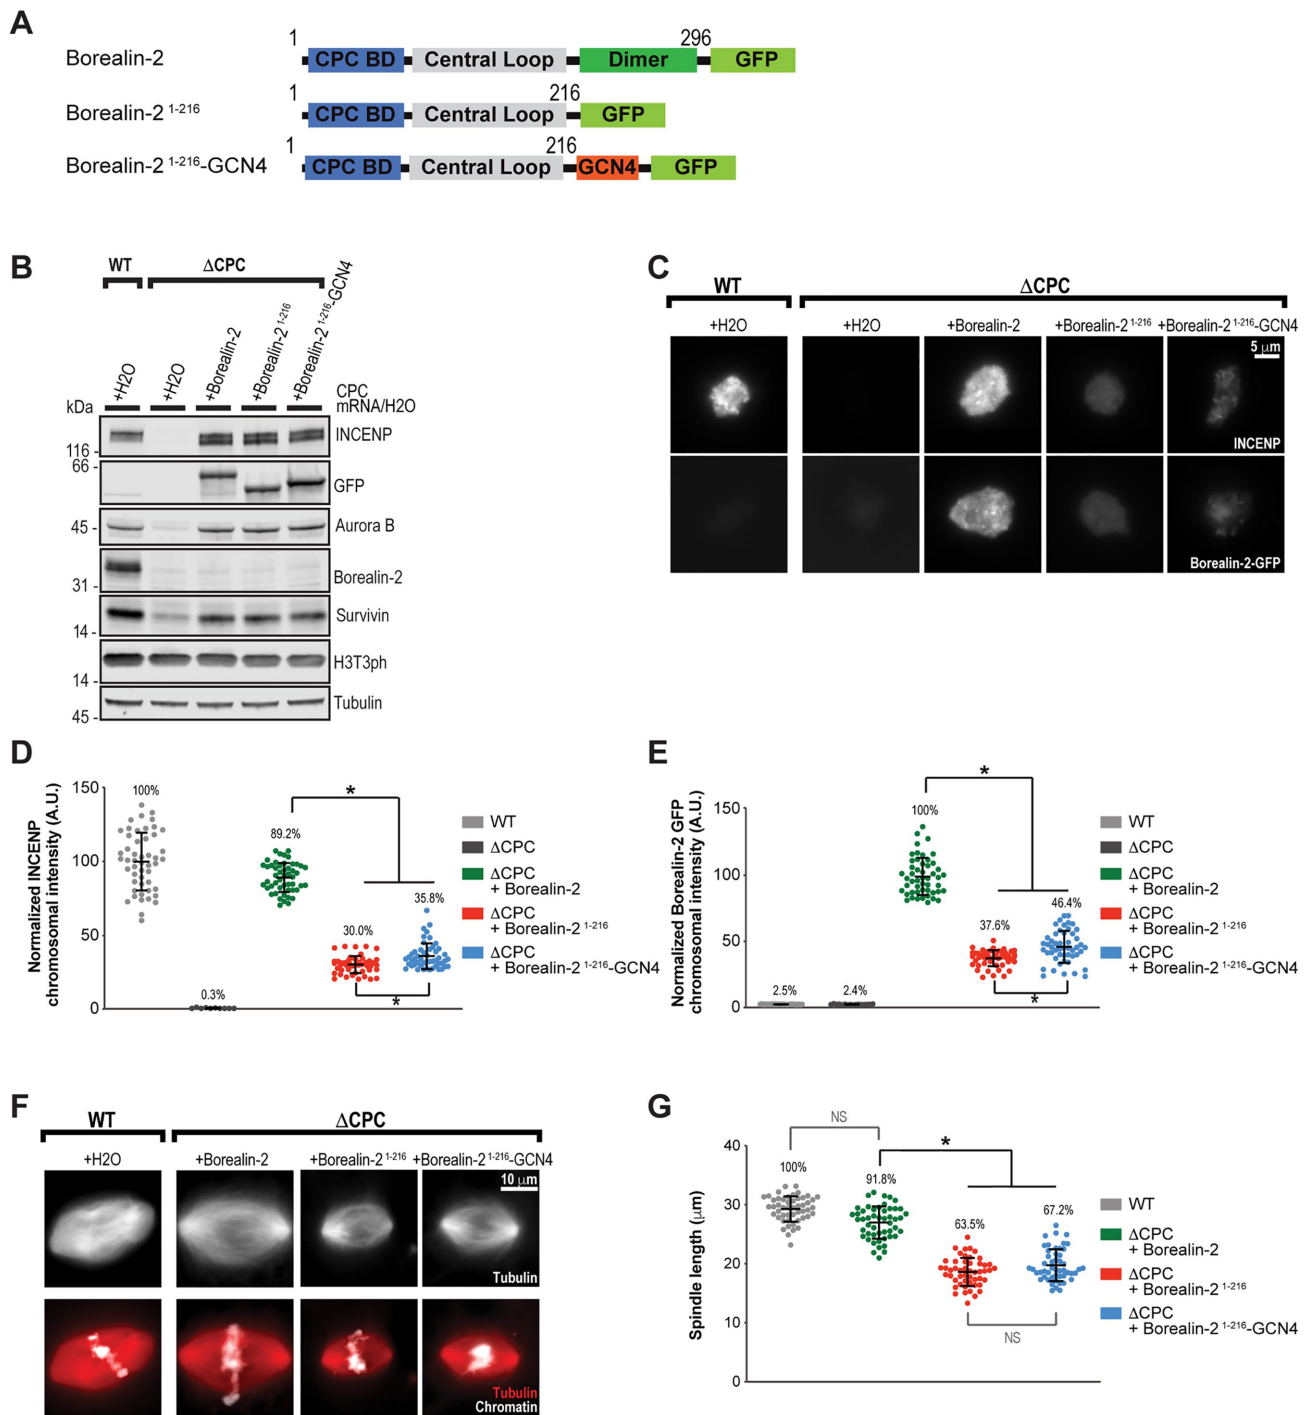 A
Borealin-2
1
296
CPC BD
Central Loop
Dimer
GFP
Borealin-2 1-216
1
216
CPC BD
Central Loop
GFP
Borealin-2 1-216-GCN4
1
216
CPC BD
Central Loop
GCN4
GFP
B
WT
ΔCPC
+H2O
+H2O
+Borealin-2
+Borealin-2 1-216
+Borealin-2 1-216-GCN4
CPC
mRNA/H2O
kDa
116 -
INCENP
66 -
GFP
45 -
Aurora B
31 -
Borealin-2
14 -
Survivin
14 -
H3T3ph
45 -
Tubulin
C
WT
ΔCPC
+H2O
+H2O
+Borealin-2
+Borealin-2 1-216
+Borealin-2 1-216-GCN4
5 μm
INCENP
Borealin-2-GFP
D
Normalized INCENP
chromosomal intensity (A.U.)
150
100
50
0
100%
0.3%
89.2%
30.0%
35.8%
*
*
WT
ΔCPC
ΔCPC
+ Borealin-2
ΔCPC
+ Borealin-2 1-216
ΔCPC
+ Borealin-2 1-216-GCN4
E
Normalized Borealin-2 GFP
chromosomal intensity (A.U.)
150
100
50
0
2.5%
2.4%
100%
37.6%
46.4%
*
*
WT
ΔCPC
ΔCPC
+ Borealin-2
ΔCPC
+ Borealin-2 1-216
ΔCPC
+ Borealin-2 1-216-GCN4
F
WT
ΔCPC
+H2O
+Borealin-2
+Borealin-2 1-216
+Borealin-2 1-216-GCN4
10 μm
Tubulin
Tubulin
Chromatin
G
Spindle length (μm)
40
30
20
10
0
NS
100%
91.8%
63.5%
67.2%
*
NS
WT
ΔCPC
+ Borealin-2
ΔCPC
+ Borealin-2 1-216
ΔCPC
+ Borealin-2 1-216-GCN4